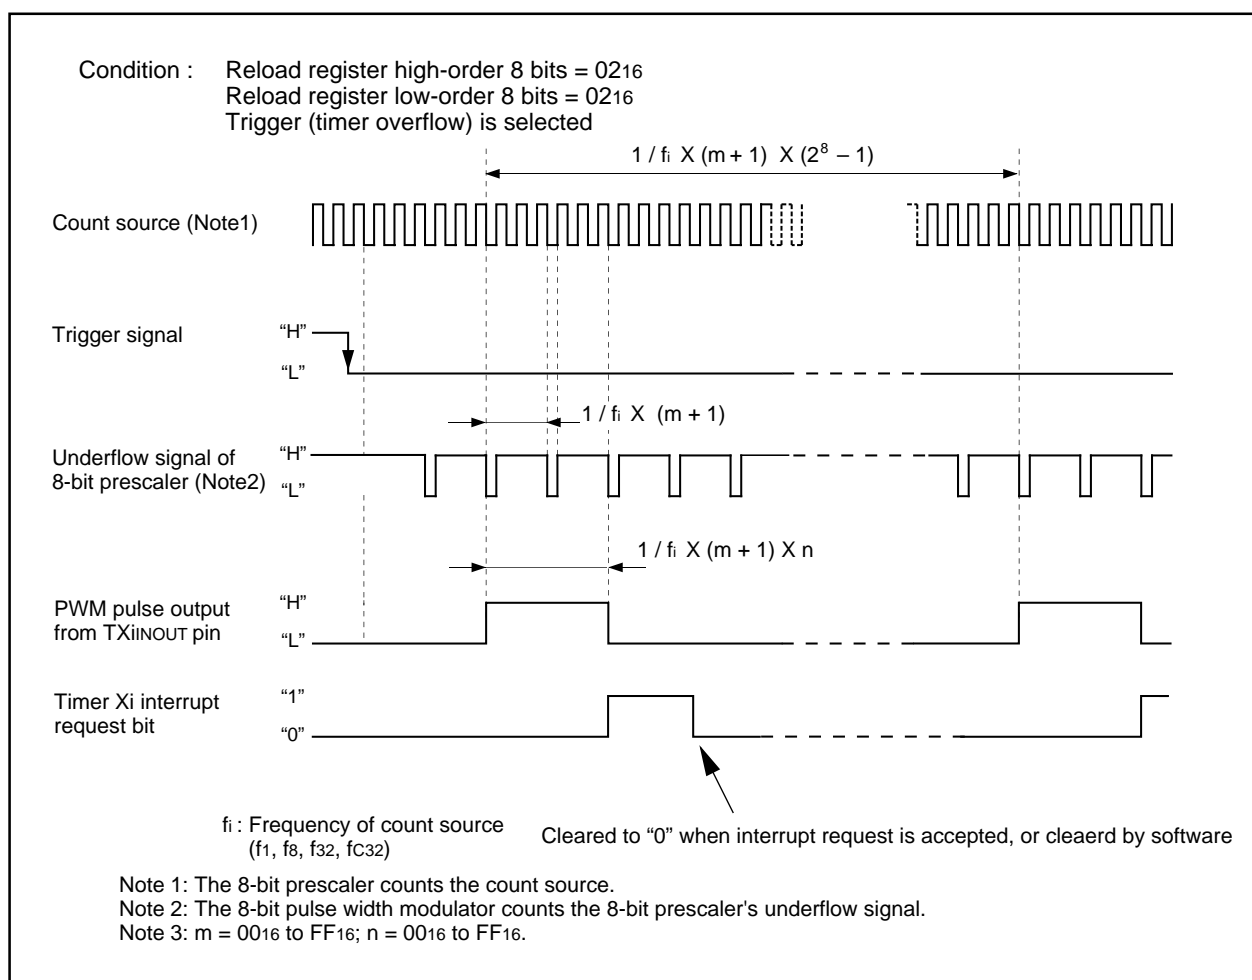 Condition : Reload register high-order 8 bits = 0216
Reload register low-order 8 bits = 0216
Trigger (timer overflow) is selected
1 / fi X (m + 1) X (2^8 – 1)
Count source (Note1)
Trigger signal
“H”
“L”
1 / fi X (m + 1)
Underflow signal of
8-bit prescaler (Note2)
“H”
“L”
1 / fi X (m + 1) X n
PWM pulse output
from TXiINOUT pin
“H”
“L”
Timer Xi interrupt
request bit
“1”
“0”
fi : Frequency of count source
(f1, f8, f32, fC32)
Cleared to “0” when interrupt request is accepted, or cleaerd by software
Note 1: The 8-bit prescaler counts the count source.
Note 2: The 8-bit pulse width modulator counts the 8-bit prescaler's underflow signal.
Note 3: m = 0016 to FF16; n = 0016 to FF16.